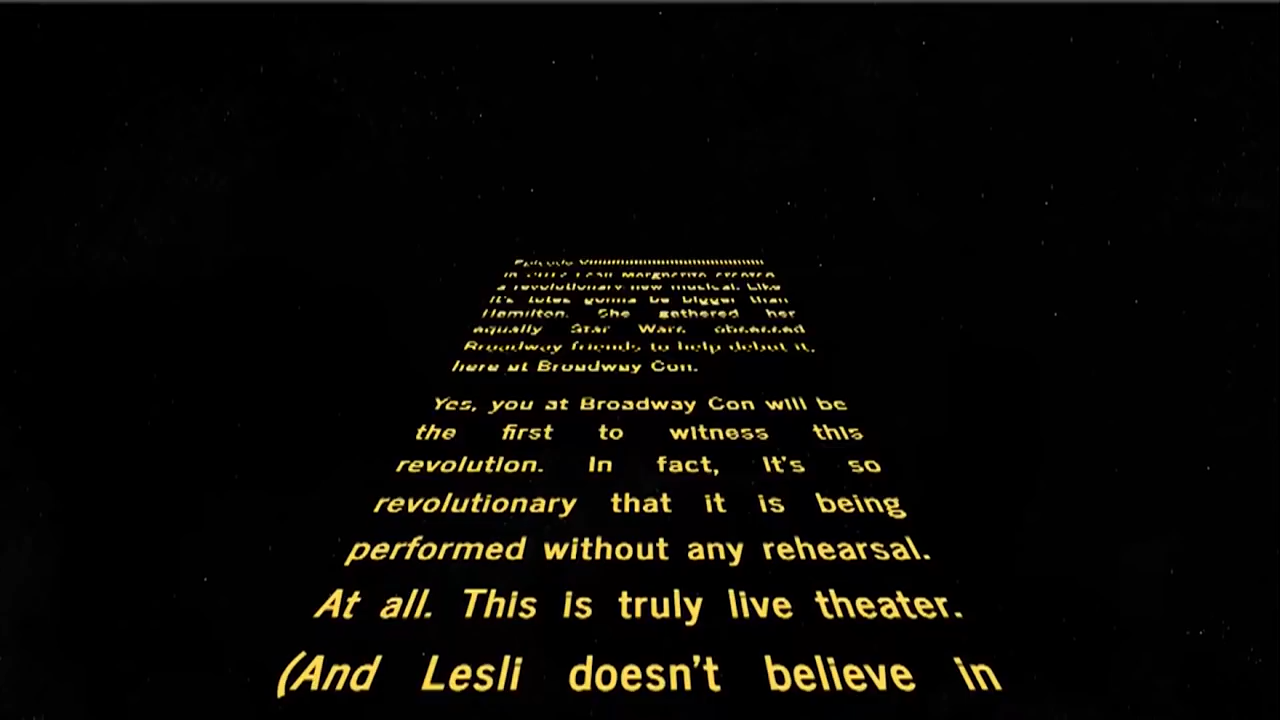 In 2012 Lesli Margherita created
a revolutionary new musical. Like
it's totes gonna be bigger than
Hamilton. She gathered her
equally Star Wars obsessed
Broadway friends to help debut it,
here at Broadway Con.
Yes, you at Broadway Con will be
the first to witness this
revolution. In fact, it's so
revolutionary that it is being
performed without any rehearsal.
At all. This is truly live theater.
(And Lesli doesn't believe in